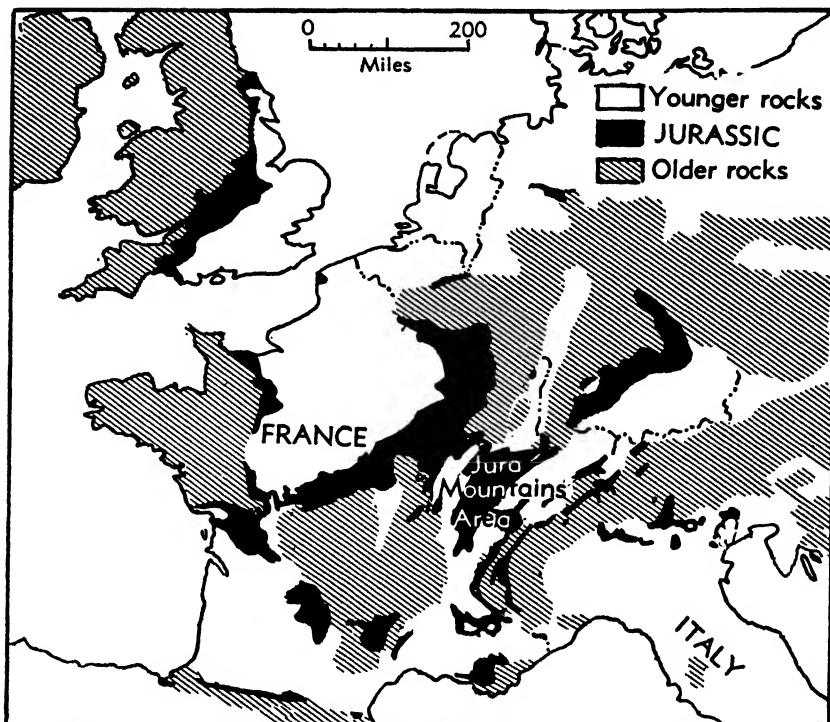 0 200
Miles
Younger rocks
JURASSIC
Older rocks
FRANCE
Jura
Mountains
Area
ITALY